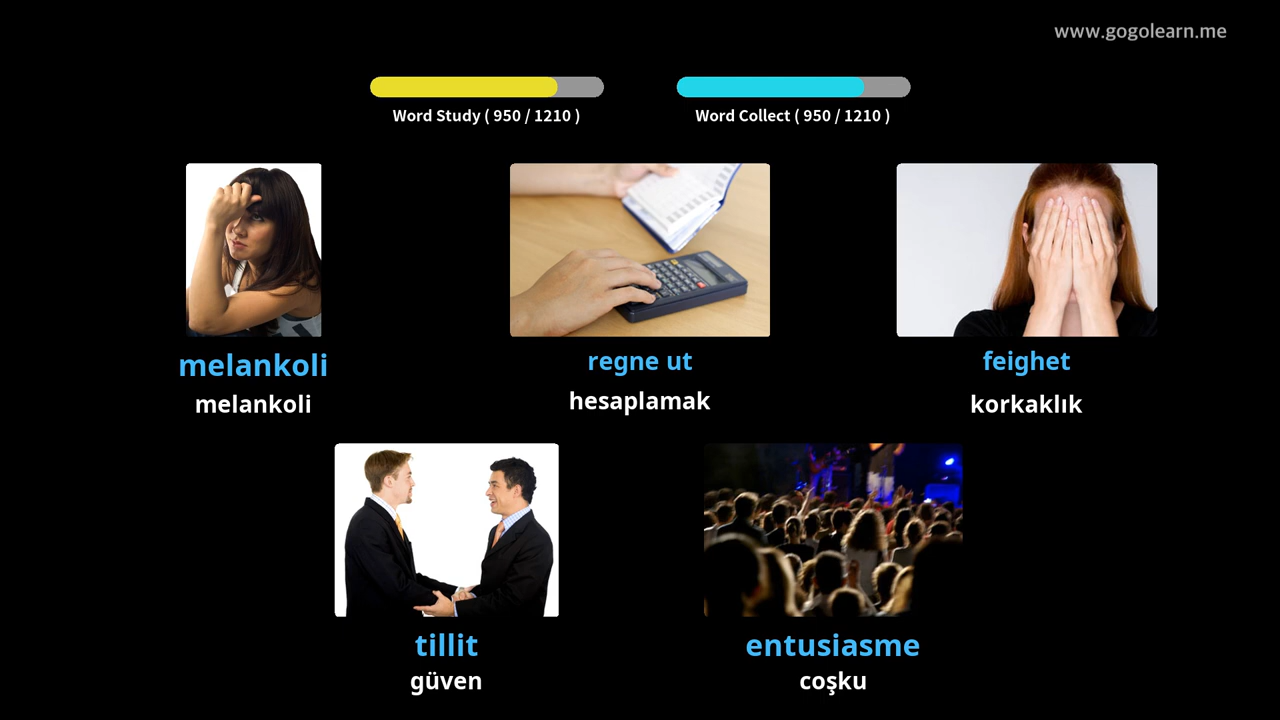 www.gogolearn.me
Word Study ( 950 / 1210 )
Word Collect ( 950 / 1210 )
melankoli
melankoli
regne ut
hesaplamak
feighet
korkaklık
tillit
güven
entusiasme
coşku